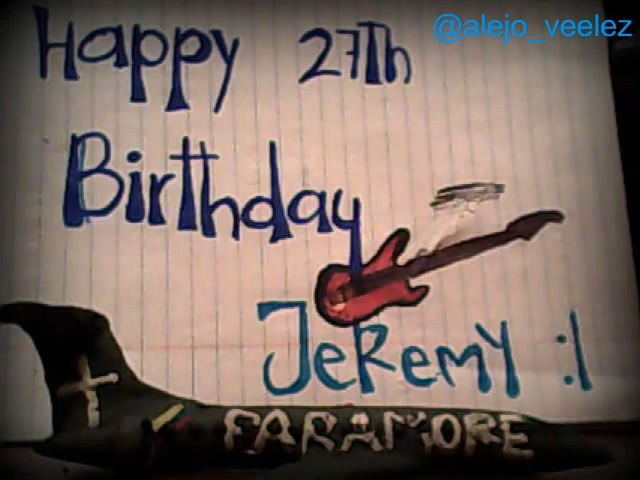 @alejo_veelez
Happy 27Th
Birthday
JeRemy :|
PARAMORE